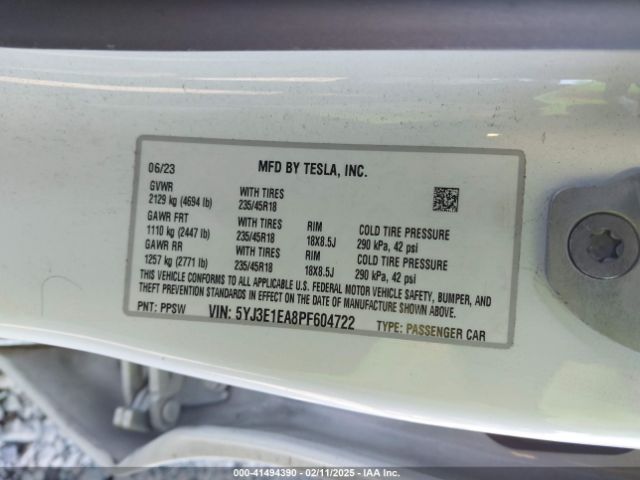 06/23 MFD BY TESLA, INC.
GVWR WITH TIRES
2129 kg (4694 lb) 235/45R18
GAWR FRT WITH TIRES RIM COLD TIRE PRESSURE
1110 kg (2447 lb) 235/45R18 18X8.5J 290 kPa, 42 psi
GAWR RR WITH TIRES RIM COLD TIRE PRESSURE
1257 kg (2771 lb) 235/45R18 18X8.5J 290 kPa, 42 psi
THIS VEHICLE CONFORMS TO ALL APPLICABLE U.S. FEDERAL MOTOR VEHICLE SAFETY, BUMPER, AND
THEFT PREVENTION STANDARDS IN EFFECT ON THE DATE OF MANUFACTURE SHOWN ABOVE.
PNT: PPSW VIN: 5YJ3E1EA8PF604722 TYPE: PASSENGER CAR
000-41494390 - 02/11/2025 - IAA Inc.